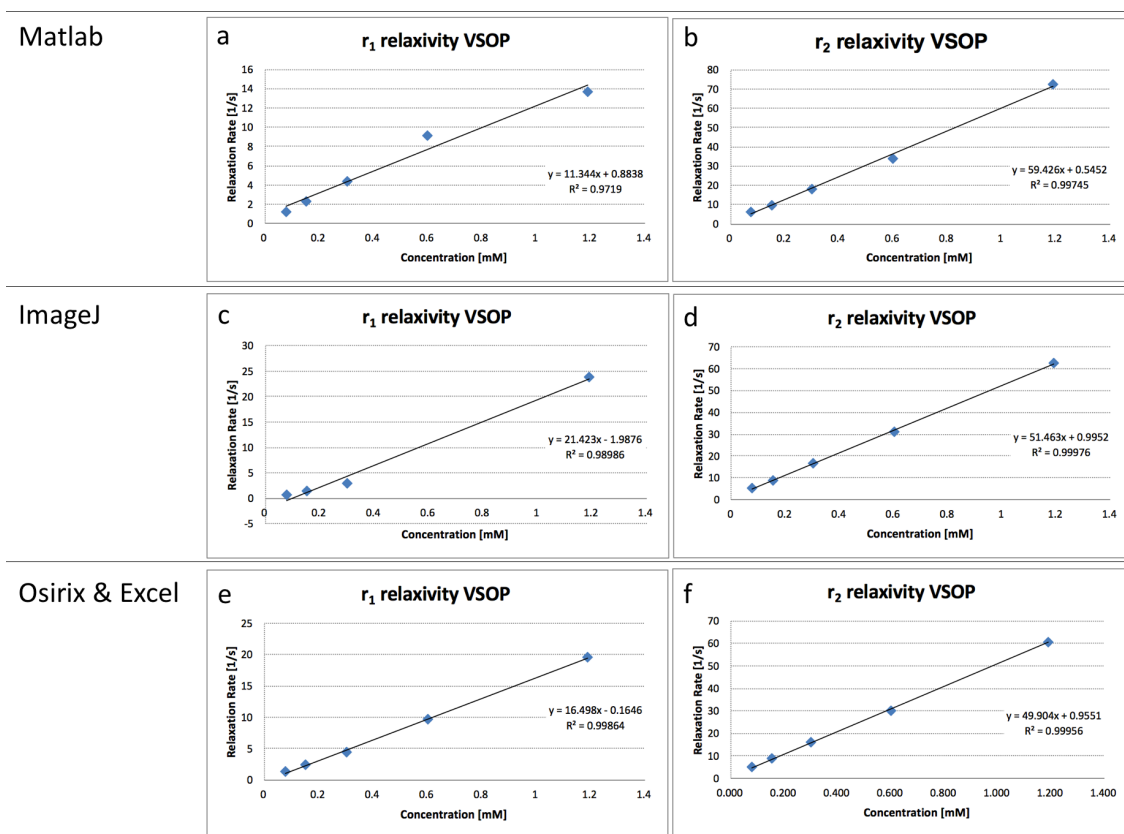 Matlab
a
r1 relaxivity VSOP
16
14
12
10
8
6
4
2
0
Relaxation Rate [1/s]
y = 11.344x + 0.8838
R² = 0.9719
0 0.2 0.4 0.6 0.8 1 1.2 1.4
Concentration [mM]
b
r2 relaxivity VSOP
80
70
60
50
40
30
20
10
0
Relaxation Rate [1/s]
y = 59.426x + 0.5452
R² = 0.99745
0 0.2 0.4 0.6 0.8 1 1.2 1.4
Concentration [mM]
ImageJ
c
r1 relaxivity VSOP
30
25
20
15
10
5
0
-5
Relaxation Rate [1/s]
y = 21.423x - 1.9876
R² = 0.98986
0 0.2 0.4 0.6 0.8 1 1.2 1.4
Concentration [mM]
d
r2 relaxivity VSOP
70
60
50
40
30
20
10
0
Relaxation Rate [1/s]
y = 51.463x + 0.9952
R² = 0.99976
0 0.2 0.4 0.6 0.8 1 1.2 1.4
Concentration [mM]
Osirix & Excel
e
r1 relaxivity VSOP
25
20
15
10
5
0
Relaxation Rate [1/s]
y = 16.498x - 0.1646
R² = 0.99864
0 0.2 0.4 0.6 0.8 1 1.2 1.4
Concentration [mM]
f
r2 relaxivity VSOP
70
60
50
40
30
20
10
0
Relaxation Rate [1/s]
y = 49.904x + 0.9551
R² = 0.99956
0.000 0.200 0.400 0.600 0.800 1.000 1.200 1.400
Concentration [mM]